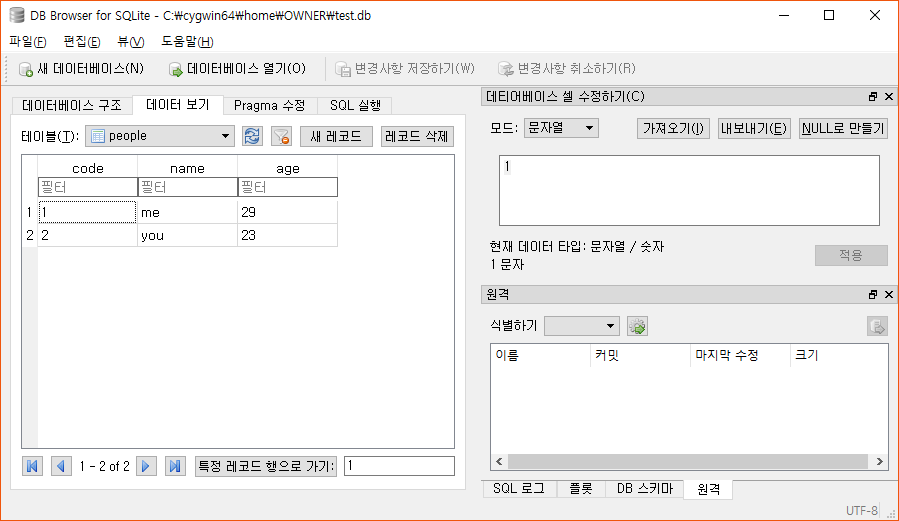 DB Browser for SQLite - C:₩cygwin64₩home₩OWNER₩test.db
파일(F) 편집(E) 뷰(V) 도움말(H)
새 데이터베이스(N) 데이터베이스 열기(O) 변경사항 저장하기(W) 변경사항 취소하기(R)
데이터베이스 구조 데이터 보기 Pragma 수정 SQL 실행
테이블(T): people 새 레코드 레코드 삭제
code name age
필터 필터 필터
1 1 me 29
2 2 you 23
1 - 2 of 2 특정 레코드 행으로 가기: 1
데티어베이스 셀 수정하기(C)
모드: 문자열 가져오기(I) 내보내기(E) NULL로 만들기
1
현재 데이터 타입: 문자열 / 숫자
1 문자
적용
원격
식별하기
이름 커밋 마지막 수정 크기
SQL 로그 플롯 DB 스키마 원격
UTF-8